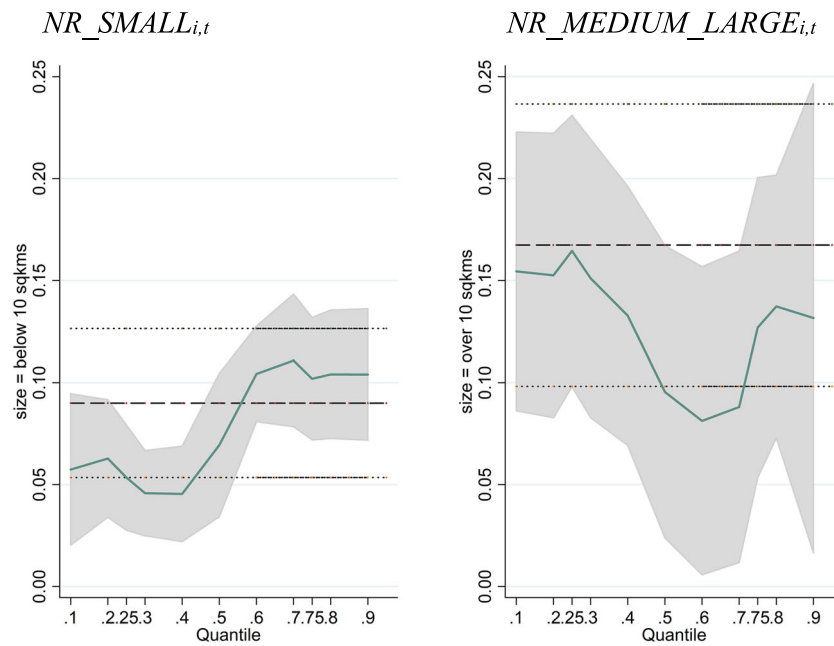 NR_SMALLi,t
NR_MEDIUM_LARGEi,t
size = below 10 sqkms
0.25
0.20
0.15
0.10
0.05
0.00
.1 .2 .25 .3 .4 .5 .6 .7 .75 .8 .9
Quantile
size = over 10 sqkms
0.25
0.20
0.15
0.10
0.05
0.00
.1 .2 .25 .3 .4 .5 .6 .7 .75 .8 .9
Quantile